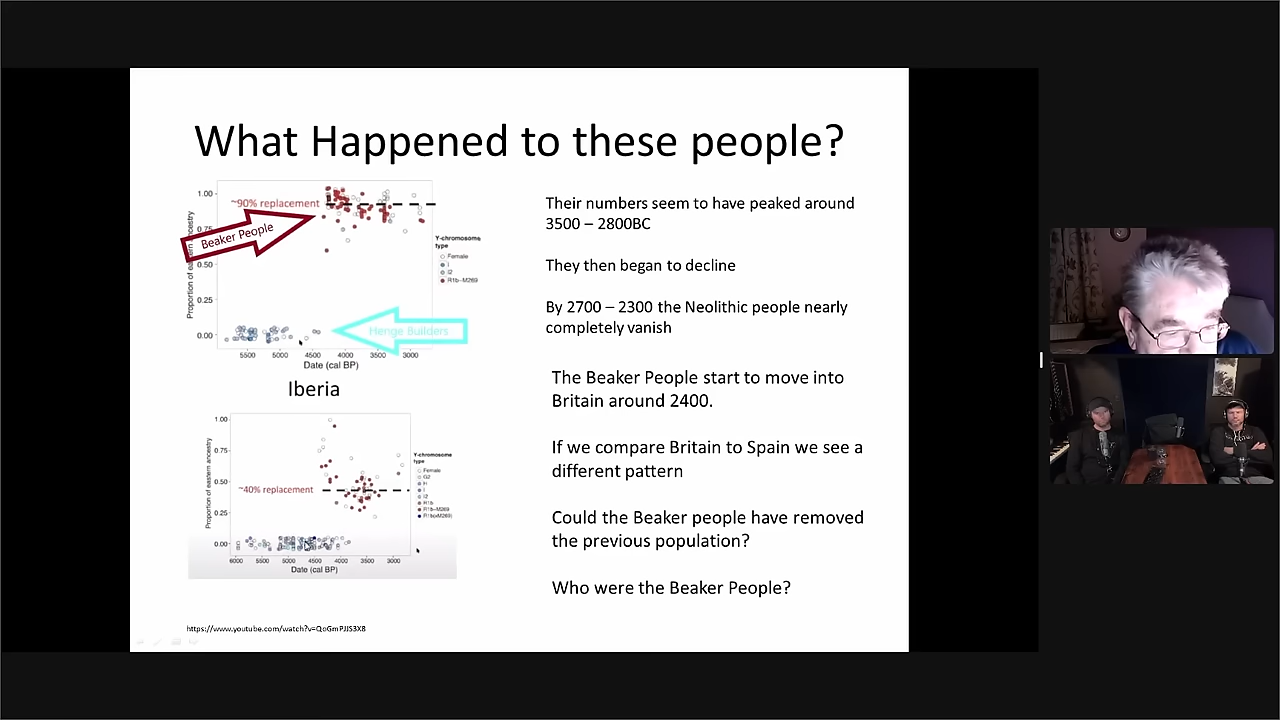 What Happened to these people?
1.00
~90% replacement
Beaker People
0.75
0.50
0.25
0.00
Proportion of eastern ancestry
5500 5000 4500 4000 3500 3000
Date (cal BP)
Y-chromosome
type
Female
I
I2
R1b-M269
Henge Builders
Iberia
1.00
0.75
0.50
~40% replacement
0.25
0.00
Proportion of eastern ancestry
6000 5500 5000 4500 4000 3500 3000
Date (cal BP)
Y-chromosome
type
Female
G2
H
I
I2
R1b
R1b-M269
https://www.youtube.com/watch?v=
Their numbers seem to have peaked around
3500 – 2800BC
They then began to decline
By 2700 – 2300 the Neolithic people nearly
completely vanish
The Beaker People start to move into
Britain around 2400.
If we compare Britain to Spain we see a
different pattern
Could the Beaker people have removed
the previous population?
Who were the Beaker People?